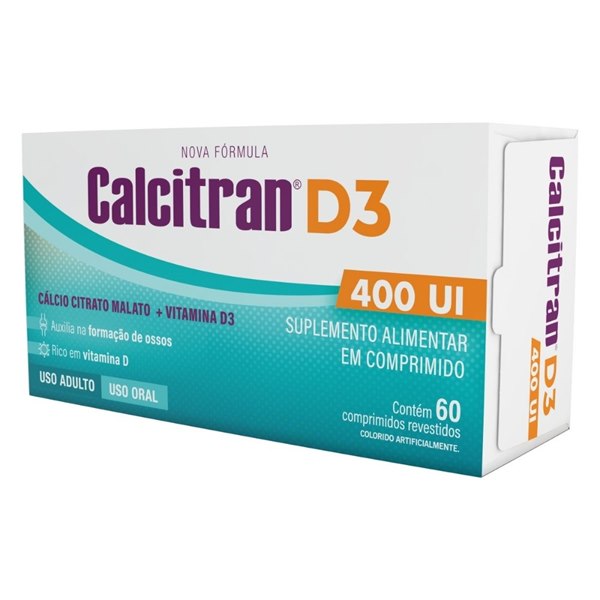 NOVA FÓRMULA
Calcitran® D3
400 UI
CÁLCIO CITRATO MALATO + VITAMINA D3
Auxilia na formação de ossos
Rico em vitamina D
USO ADULTO USO ORAL
SUPLEMENTO ALIMENTAR
EM COMPRIMIDO
Contém 60
comprimidos revestidos
COLORIDO ARTIFICIALMENTE.
Calcitran® D3
400 UI